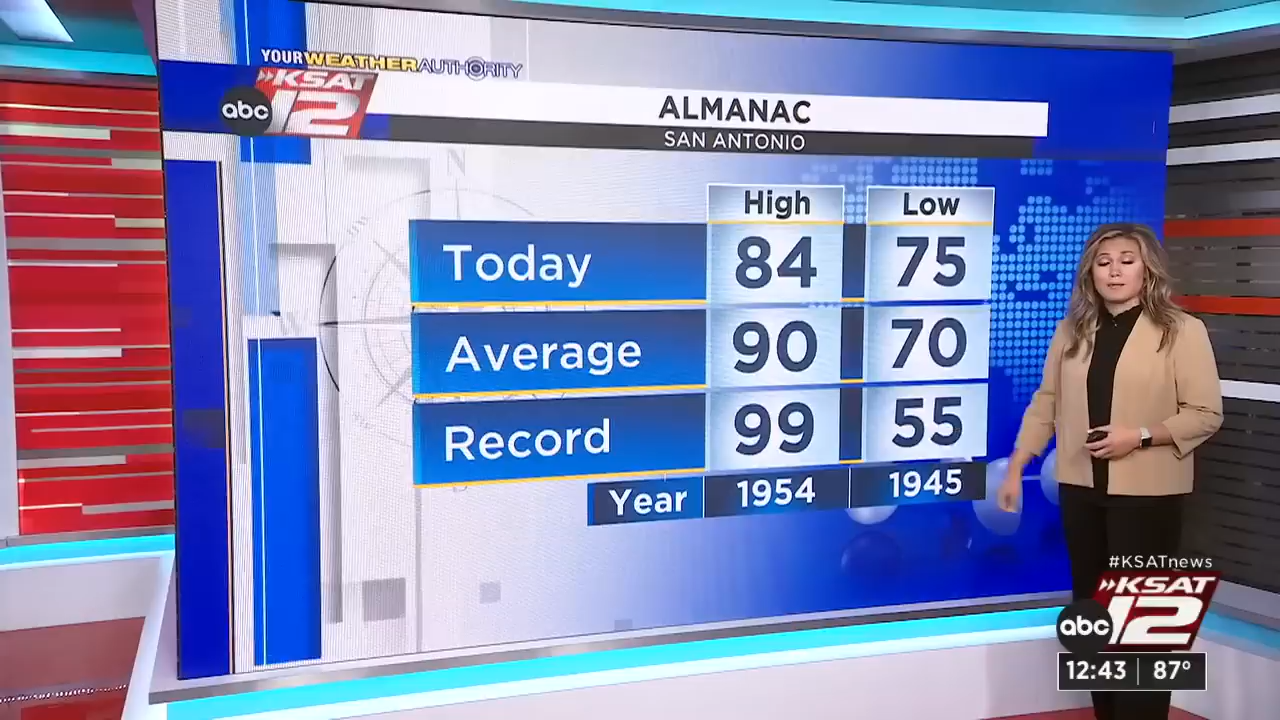 YOUR WEATHER AUTHORITY
»KSAT
abc 12
ALMANAC
SAN ANTONIO
N
High Low
Today 84 75
Average 90 70
Record 99 55
Year 1954 1945
#KSATnews
»KSAT
abc 12
12:43 87°